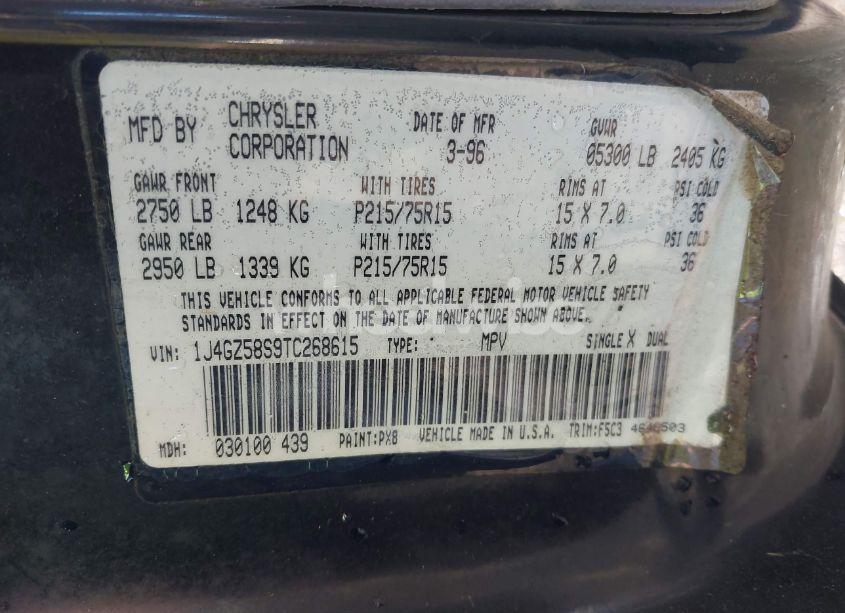 MFD BY CHRYSLER CORPORATION DATE OF MFR 3-96 GVWR 05300 LB 2405 KG
GAWR FRONT WITH TIRES RIMS AT PSI COLD
2750 LB 1248 KG P215/75R15 15 X 7.0 36
GAWR REAR WITH TIRES RIMS AT PSI COLD
2950 LB 1339 KG P215/75R15 15 X 7.0 36
THIS VEHICLE CONFORMS TO ALL APPLICABLE FEDERAL MOTOR VEHICLE SAFETY
STANDARDS IN EFFECT ON THE DATE OF MANUFACTURE SHOWN ABOVE.
VIN: 1J4GZ58S9TC268615 TYPE: MPV SINGLE X DUAL
MDH: 030100 439 PAINT:PX8 VEHICLE MADE IN U.S.A. TRIM:F5C3